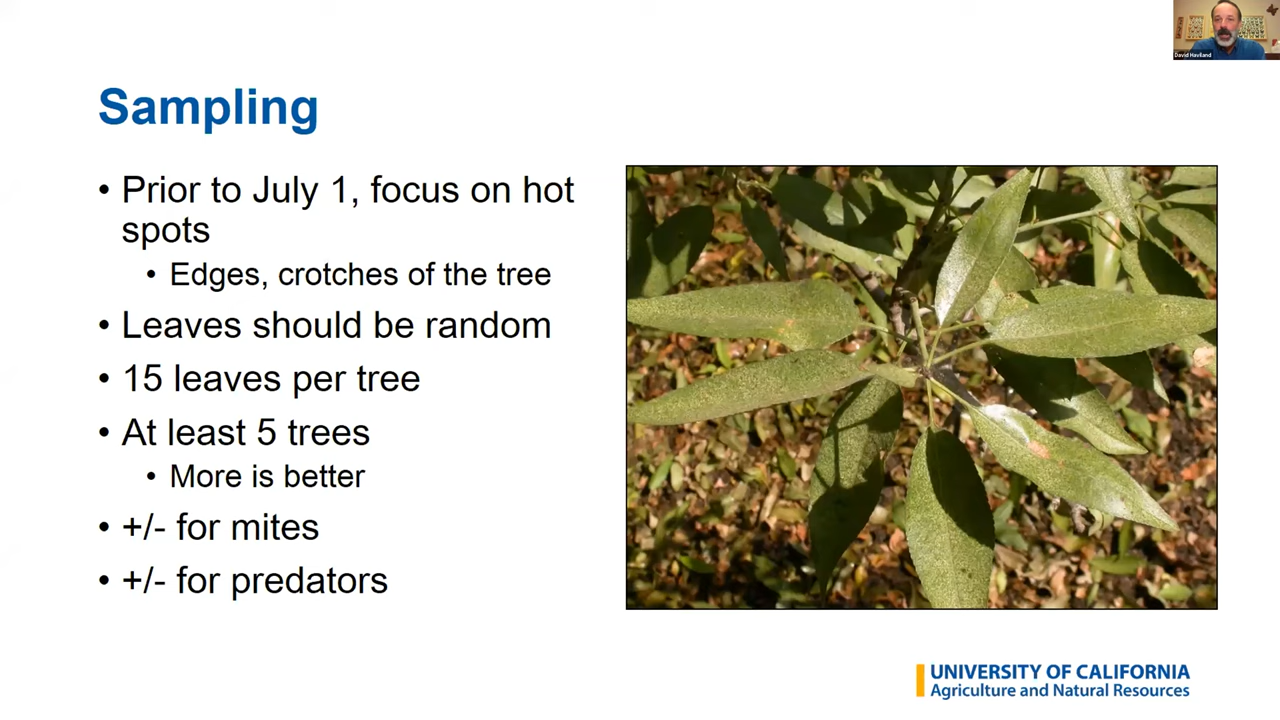 David Haviland
Sampling
• Prior to July 1, focus on hot
spots
• Edges, crotches of the tree
• Leaves should be random
• 15 leaves per tree
• At least 5 trees
• More is better
• +/- for mites
• +/- for predators
UNIVERSITY OF CALIFORNIA
Agriculture and Natural Resources